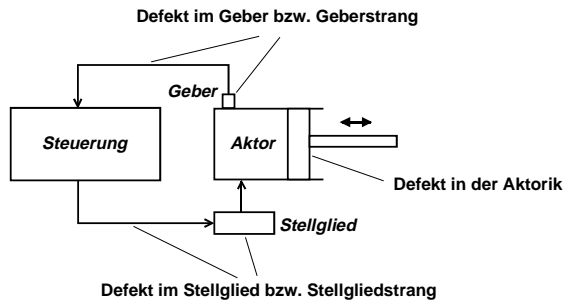 Defekt im Geber bzw. Geberstrang
Geber
Steuerung
Aktor
Defekt in der Aktorik
Stellglied
Defekt im Stellglied bzw. Stellgliedstrang